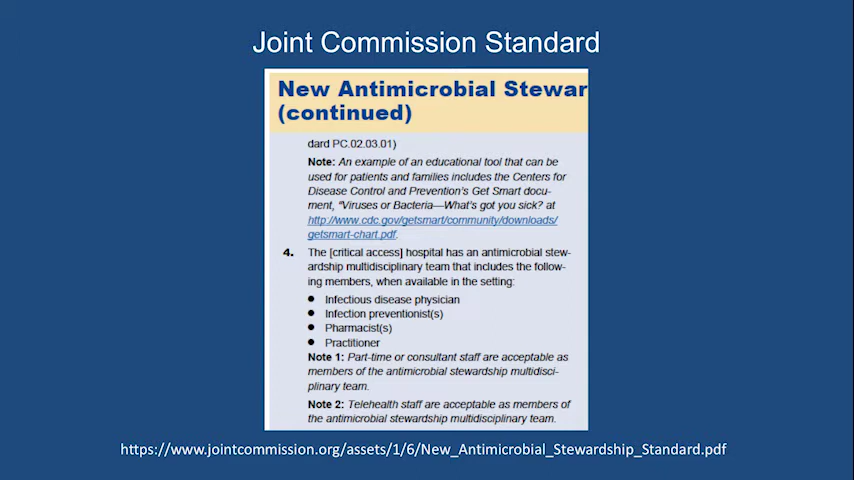 Joint Commission Standard
New Antimicrobial Stewar
(continued)
dard PC.02.03.01)
Note: An example of an educational tool that can be
used for patients and families includes the Centers for
Disease Control and Prevention's Get Smart docu-
ment, "Viruses or Bacteria—What's got you sick? at
http://www.cdc.gov/getsmart/community/downloads/
getsmart-chart.pdf.
4. The [critical access] hospital has an antimicrobial stew-
ardship multidisciplinary team that includes the follow-
ing members, when available in the setting:
● Infectious disease physician
● Infection preventionist(s)
● Pharmacist(s)
● Practitioner
Note 1: Part-time or consultant staff are acceptable as
members of the antimicrobial stewardship multidisci-
plinary team.
Note 2: Telehealth staff are acceptable as members of
the antimicrobial stewardship multidisciplinary team.
https://www.jointcommission.org/assets/1/6/New_Antimicrobial_Stewardship_Standard.pdf